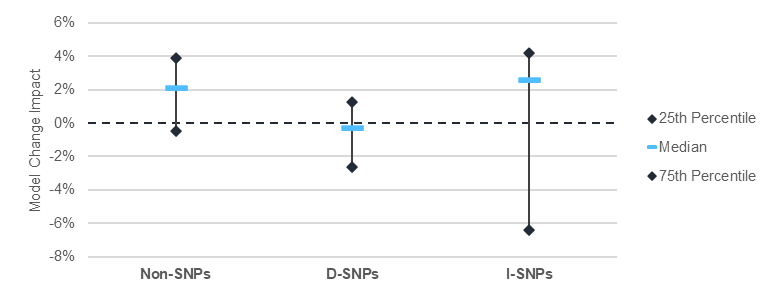 6%
4%
2%
0%
-2%
-4%
-6%
-8%
Model Change Impact
Non-SNPs
D-SNPs
I-SNPs
25th Percentile
Median
75th Percentile